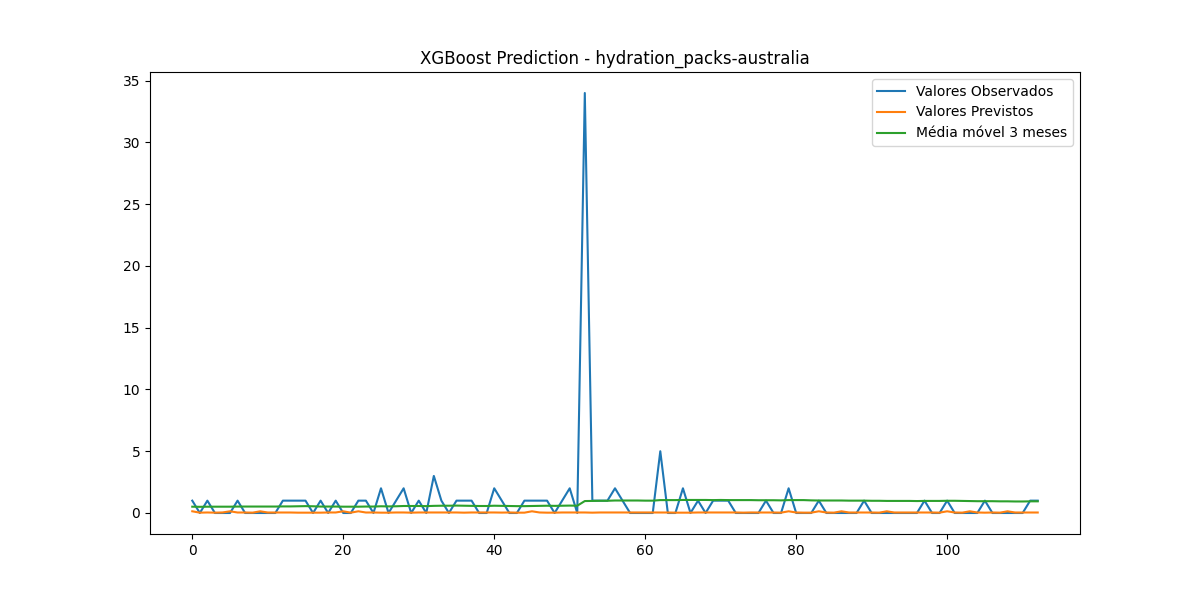 XGBoost Prediction - hydration_packs-australia
Valores Observados
Valores Previstos
Média móvel 3 meses
35
30
25
20
15
10
5
0
0 20 40 60 80 100